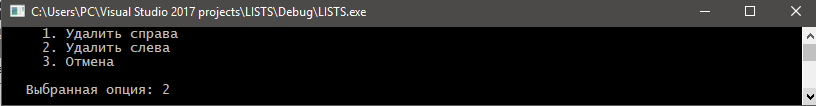 C:\Users\PC\Visual Studio 2017 projects\LISTS\Debug\LISTS.exe
1. Удалить справа
2. Удалить слева
3. Отмена
Выбранная опция: 2